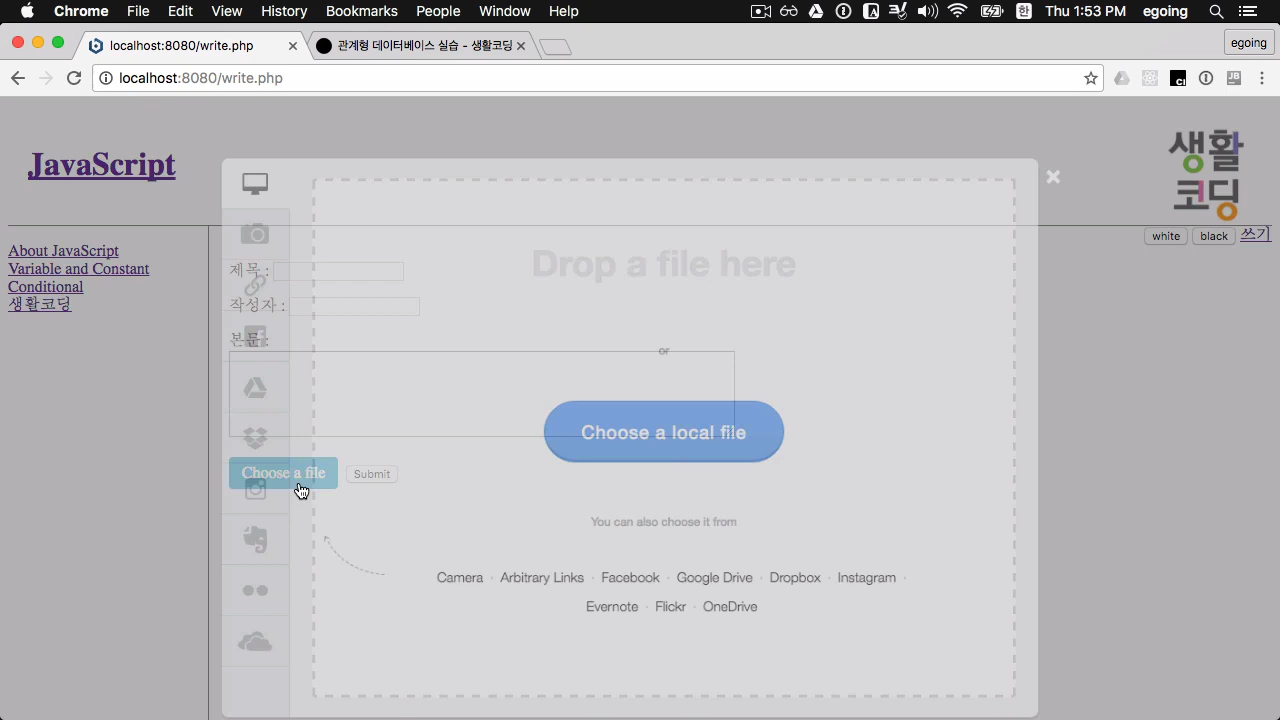 Chrome File Edit View History Bookmarks People Window Help Thu 1:53 PM egoing
localhost:8080/write.php 관계형 데이터베이스 실습 - 생활코딩 egoing
localhost:8080/write.php
JavaScript
생활
코딩
white black 쓰기
About JavaScript
Variable and Constant
Conditional
생활코딩
제목 :
작성자 :
본문 :
Choose a file Submit
Drop a file here
or
Choose a local file
You can also choose it from
Camera · Arbitrary Links · Facebook · Google Drive · Dropbox · Instagram ·
Evernote · Flickr · OneDrive